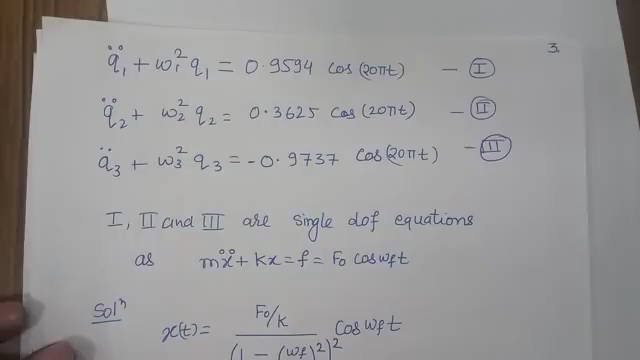 3.
q̈₁ + ω₁² q₁ = 0.9594 cos(20πt) — Ⓘ
q̈₂ + ω₂² q₂ = 0.3625 cos(20πt) — Ⅱ
q̈₃ + ω₃² q₃ = -0.9737 cos(20πt) — Ⅲ
I, II and III are single dof equations
as mẍ + kx = f = F₀ cos ωft
Solⁿ
x(t) = F₀/K / (1 - (ωf)²)² cos ωft